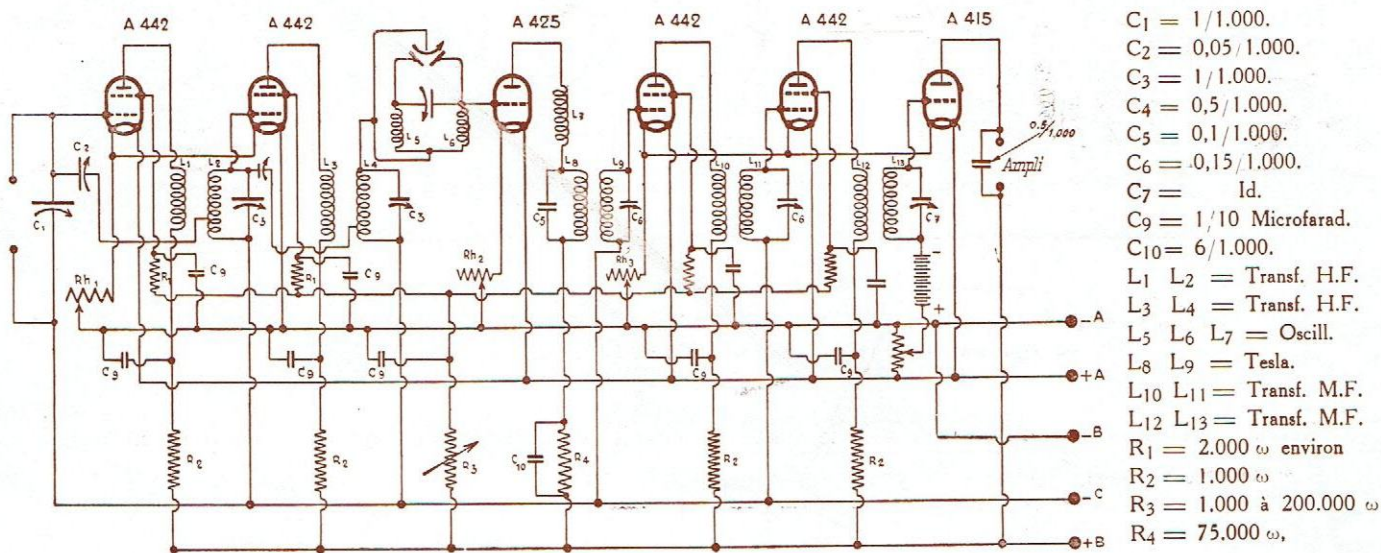 A 442
A 442
A 425
A 442
A 442
A 415
C2
C1
L1
L2
C3
L3
L4
C3
L5
L6
L7
L8
L9
C5
C6
L10
L11
C6
L12
L13
C7
0.5/1.000
Ampli
Rh1
R1
C9
R1
C9
Rh2
Rh3
-
+
C9
C9
C9
C9
C9
R2
R2
R3
C10
R4
R2
R2
-A
+A
-B
-C
+B
C1 = 1/1.000.
C2 = 0,05/1.000.
C3 = 1/1.000.
C4 = 0,5/1.000.
C5 = 0,1/1.000.
C6 = 0,15/1.000.
C7 = Id.
C9 = 1/10 Microfarad.
C10 = 6/1.000.
L1 L2 = Transf. H.F.
L3 L4 = Transf. H.F.
L5 L6 L7 = Oscill.
L8 L9 = Tesla.
L10 L11 = Transf. M.F.
L12 L13 = Transf. M.F.
R1 = 2.000 ω environ
R2 = 1.000 ω
R3 = 1.000 à 200.000 ω
R4 = 75.000 ω,